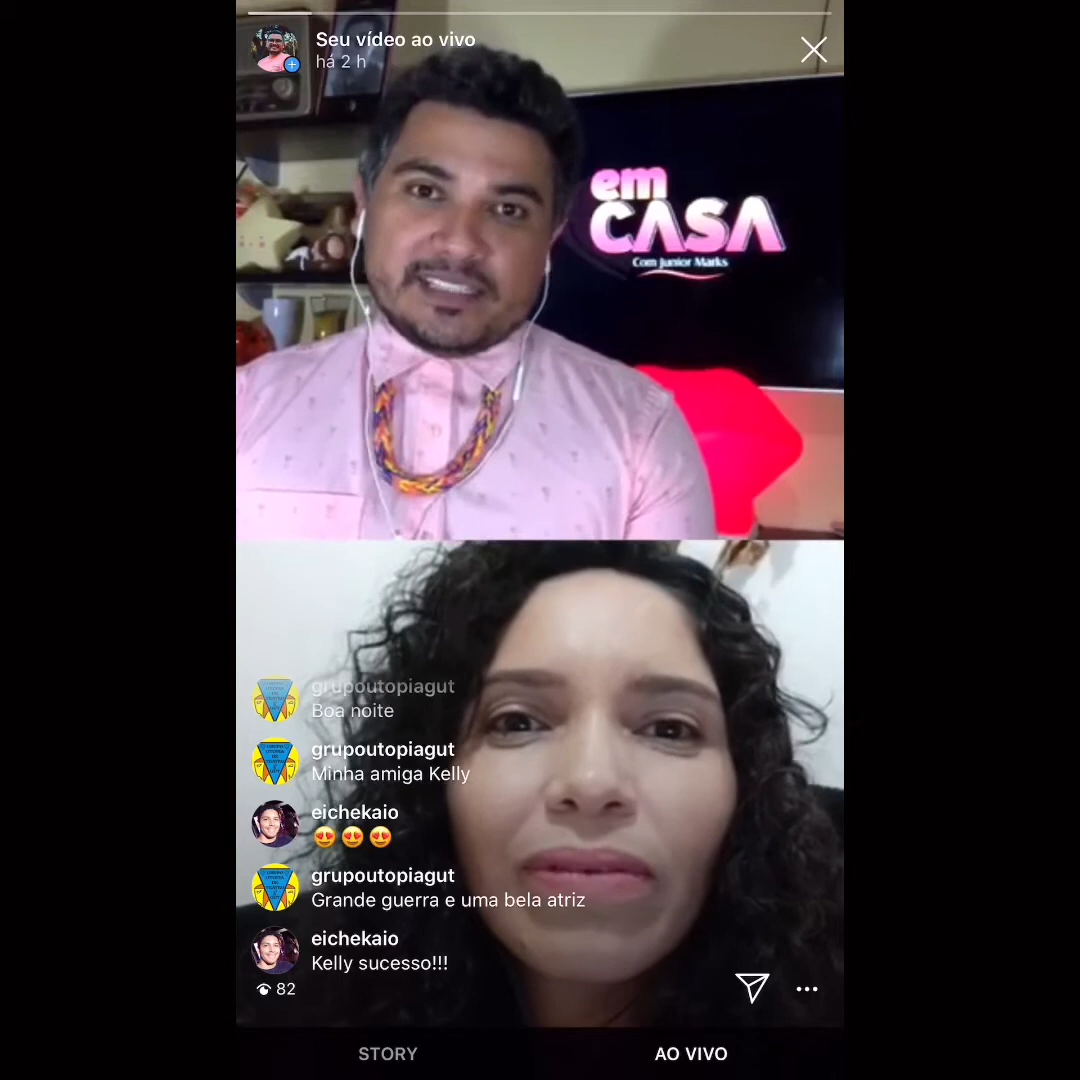 Seu vídeo ao vivo
há 2 h
em
CASA
Com Junior Marks
grupoutopiagut
Boa noite
grupoutopiagut
Minha amiga Kelly
eichekaio
grupoutopiagut
Grande guerra e uma bela atriz
eichekaio
Kelly sucesso!!!
82
STORY
AO VIVO